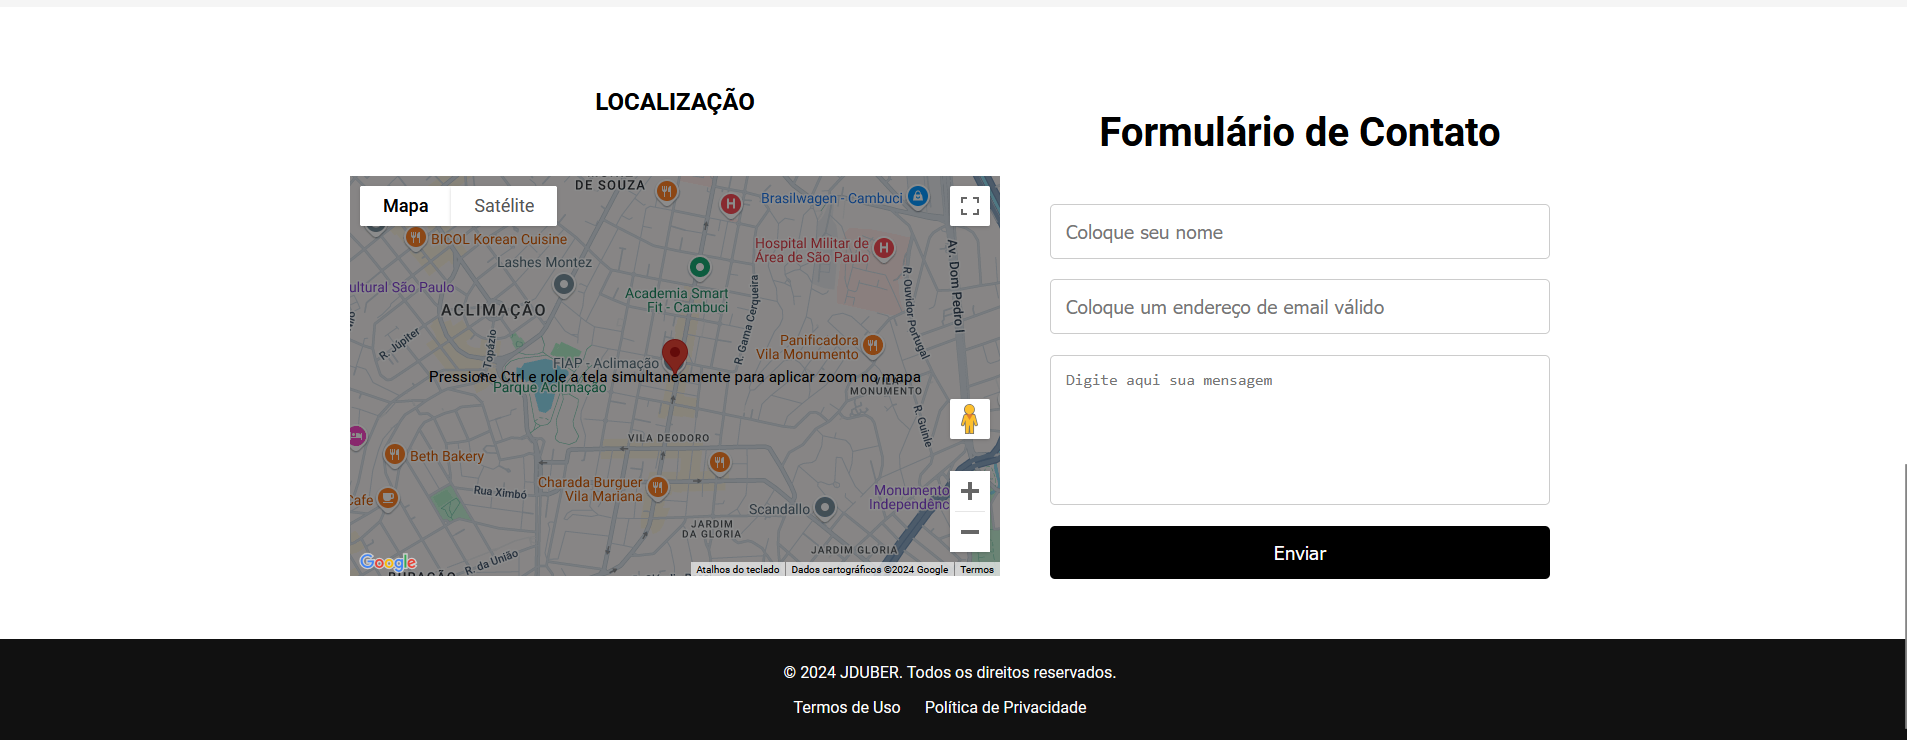 LOCALIZAÇÃO
Formulário de Contato
Mapa
Satélite
DE SOUZA
Brasilwagen - Cambuci
BICOL Korean Cuisine
Hospital Militar de
Área de São Paulo
Av. Dom Pedro I
Lashes Montez
ultural São Paulo
Academia Smart
Fit - Cambuci
R. Ouvidor Portugal
R. Gama Cerqueira
ACLIMAÇÃO
R. Júpiter
R. Topázio
Panificadora
Vila Monumento
FIAP - Aclimação
Pressione Ctrl e role a tela simultaneamente para aplicar zoom no mapa
Parque Aclimação
VILA
MONUMENTO
R. Guinle
VILA DEODORO
Beth Bakery
Charada Burguer
Vila Mariana
Rua Ximbó
Cafe
Monumento
Independênc
Scandallo
JARDIM
DA GLORIA
JARDIM GLORIA
R. da União
Google
Atalhos do teclado
Dados cartográficos ©2024 Google
Termos
Coloque seu nome
Coloque um endereço de email válido
Digite aqui sua mensagem
Enviar
© 2024 JDUBER. Todos os direitos reservados.
Termos de Uso
Política de Privacidade